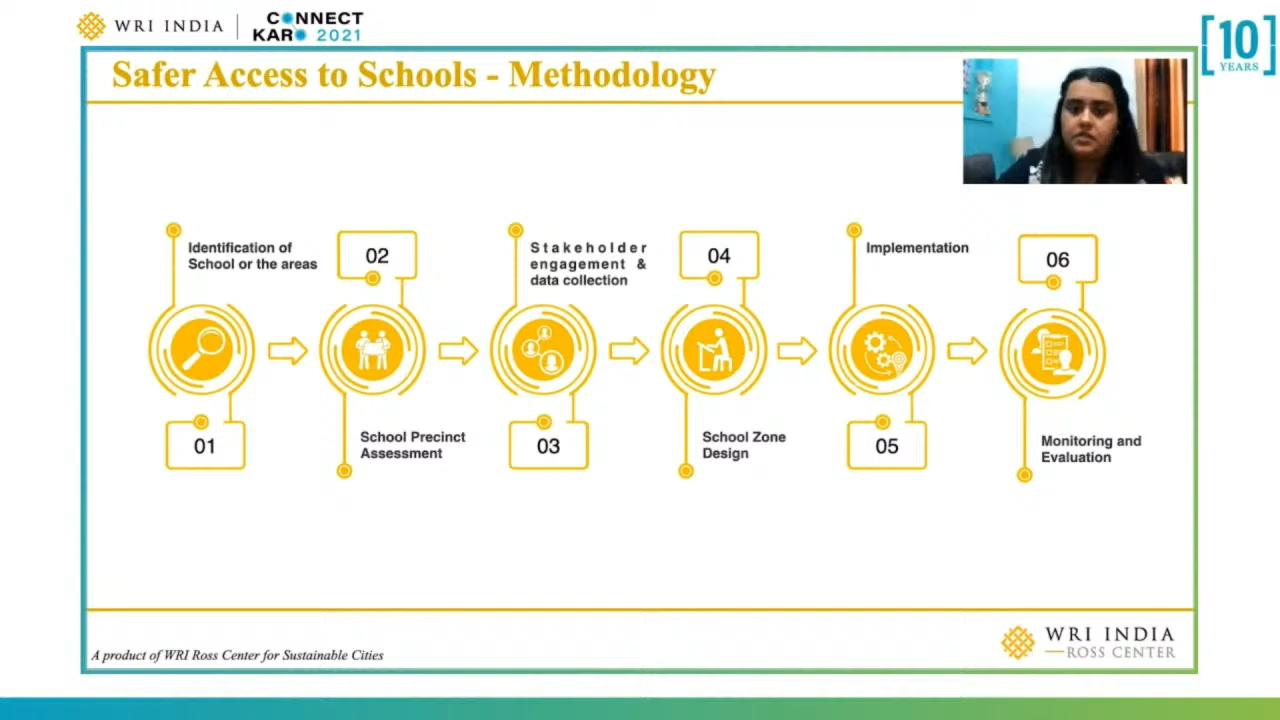 WRI INDIA
CONNECT
KARO 2021
10
YEARS
Safer Access to Schools - Methodology
Identification of
School or the areas
01
02
School Precinct
Assessment
Stakeholder
engagement &
data collection
03
04
School Zone
Design
Implementation
05
06
Monitoring and
Evaluation
A product of WRI Ross Center for Sustainable Cities
WRI INDIA
ROSS CENTER